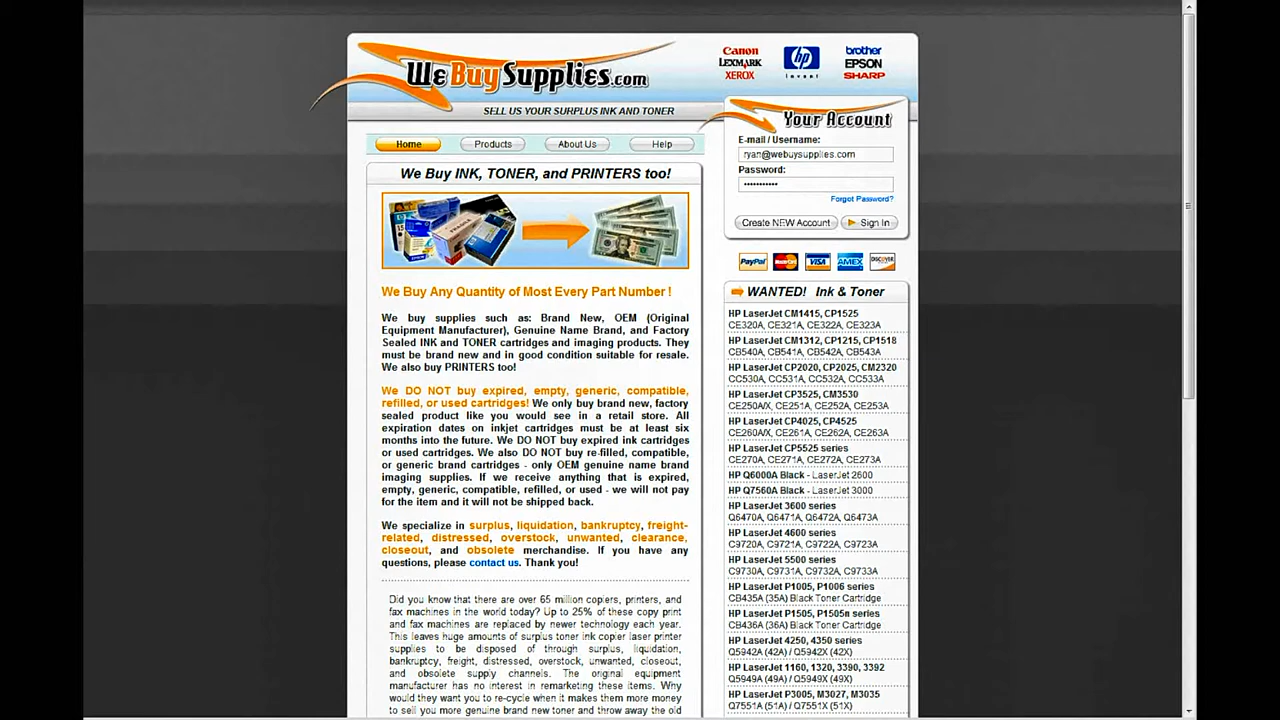 We Buy Supplies.com
SELL US YOUR SURPLUS INK AND TONER
Canon
LEXMARK
XEROX
hp
invent
brother
EPSON
SHARP
Your Account
E-mail / Username:
ryan@webuysupplies.com
Password:
•••••••••••
Forgot Password?
Create NEW Account
Sign In
Home
Products
About Us
Help
We Buy INK, TONER, and PRINTERS too!
We Buy Any Quantity of Most Every Part Number !
We buy supplies such as: Brand New, OEM (Original
Equipment Manufacturer), Genuine Name Brand, and Factory
Sealed INK and TONER cartridges and imaging products. They
must be brand new and in good condition suitable for resale.
We also buy PRINTERS too!
We DO NOT buy expired, empty, generic, compatible,
refilled, or used cartridges! We only buy brand new, factory
sealed product like you would see in a retail store. All
expiration dates on inkjet cartridges must be at least six
months into the future. We DO NOT buy expired ink cartridges
or used cartridges. We also DO NOT buy re-filled, compatible,
or generic brand cartridges - only OEM genuine name brand
imaging supplies. If we receive anything that is expired,
empty, generic, compatible, refilled, or used - we will not pay
for the item and it will not be shipped back.
We specialize in surplus, liquidation, bankruptcy, freight-
related, distressed, overstock, unwanted, clearance,
closeout, and obsolete merchandise. If you have any
questions, please contact us. Thank you!
Did you know that there are over 65 million copiers, printers, and
fax machines in the world today? Up to 25% of these copy print
and fax machines are replaced by newer technology each year.
This leaves huge amounts of surplus toner ink copier laser printer
supplies to be disposed of through surplus, liquidation,
bankruptcy, freight, distressed, overstock, unwanted, closeout,
and obsolete supply channels. The original equipment
manufacturer has no interest in remarketing these items. Why
would they want you to re-cycle when it makes them more money
to sell you more genuine brand new toner and throw away the old
PayPal
MasterCard
VISA
AMEX
DISCOVER
WANTED! Ink & Toner
HP LaserJet CM1415, CP1525
CE320A, CE321A, CE322A, CE323A
HP LaserJet CM1312, CP1215, CP1518
CB540A, CB541A, CB542A, CB543A
HP LaserJet CP2020, CP2025, CM2320
CC530A, CC531A, CC532A, CC533A
HP LaserJet CP3525, CM3530
CE250A/X, CE251A, CE252A, CE253A
HP LaserJet CP4025, CP4525
CE260A/X, CE261A, CE262A, CE263A
HP LaserJet CP5525 series
CE270A, CE271A, CE272A, CE273A
HP Q6000A Black - LaserJet 2600
HP Q7560A Black - LaserJet 3000
HP LaserJet 3600 series
Q6470A, Q6471A, Q6472A, Q6473A
HP LaserJet 4600 series
C9720A, C9721A, C9722A, C9723A
HP LaserJet 5500 series
C9730A, C9731A, C9732A, C9733A
HP LaserJet P1005, P1006 series
CB435A (35A) Black Toner Cartridge
HP LaserJet P1505, P1505n series
CB436A (36A) Black Toner Cartridge
HP LaserJet 4250, 4350 series
Q5942A (42A) / Q5942X (42X)
HP LaserJet 1160, 1320, 3390, 3392
Q5949A (49A) / Q5949X (49X)
HP LaserJet P3005, M3027, M3035
Q7551A (51A) / Q7551X (51X)